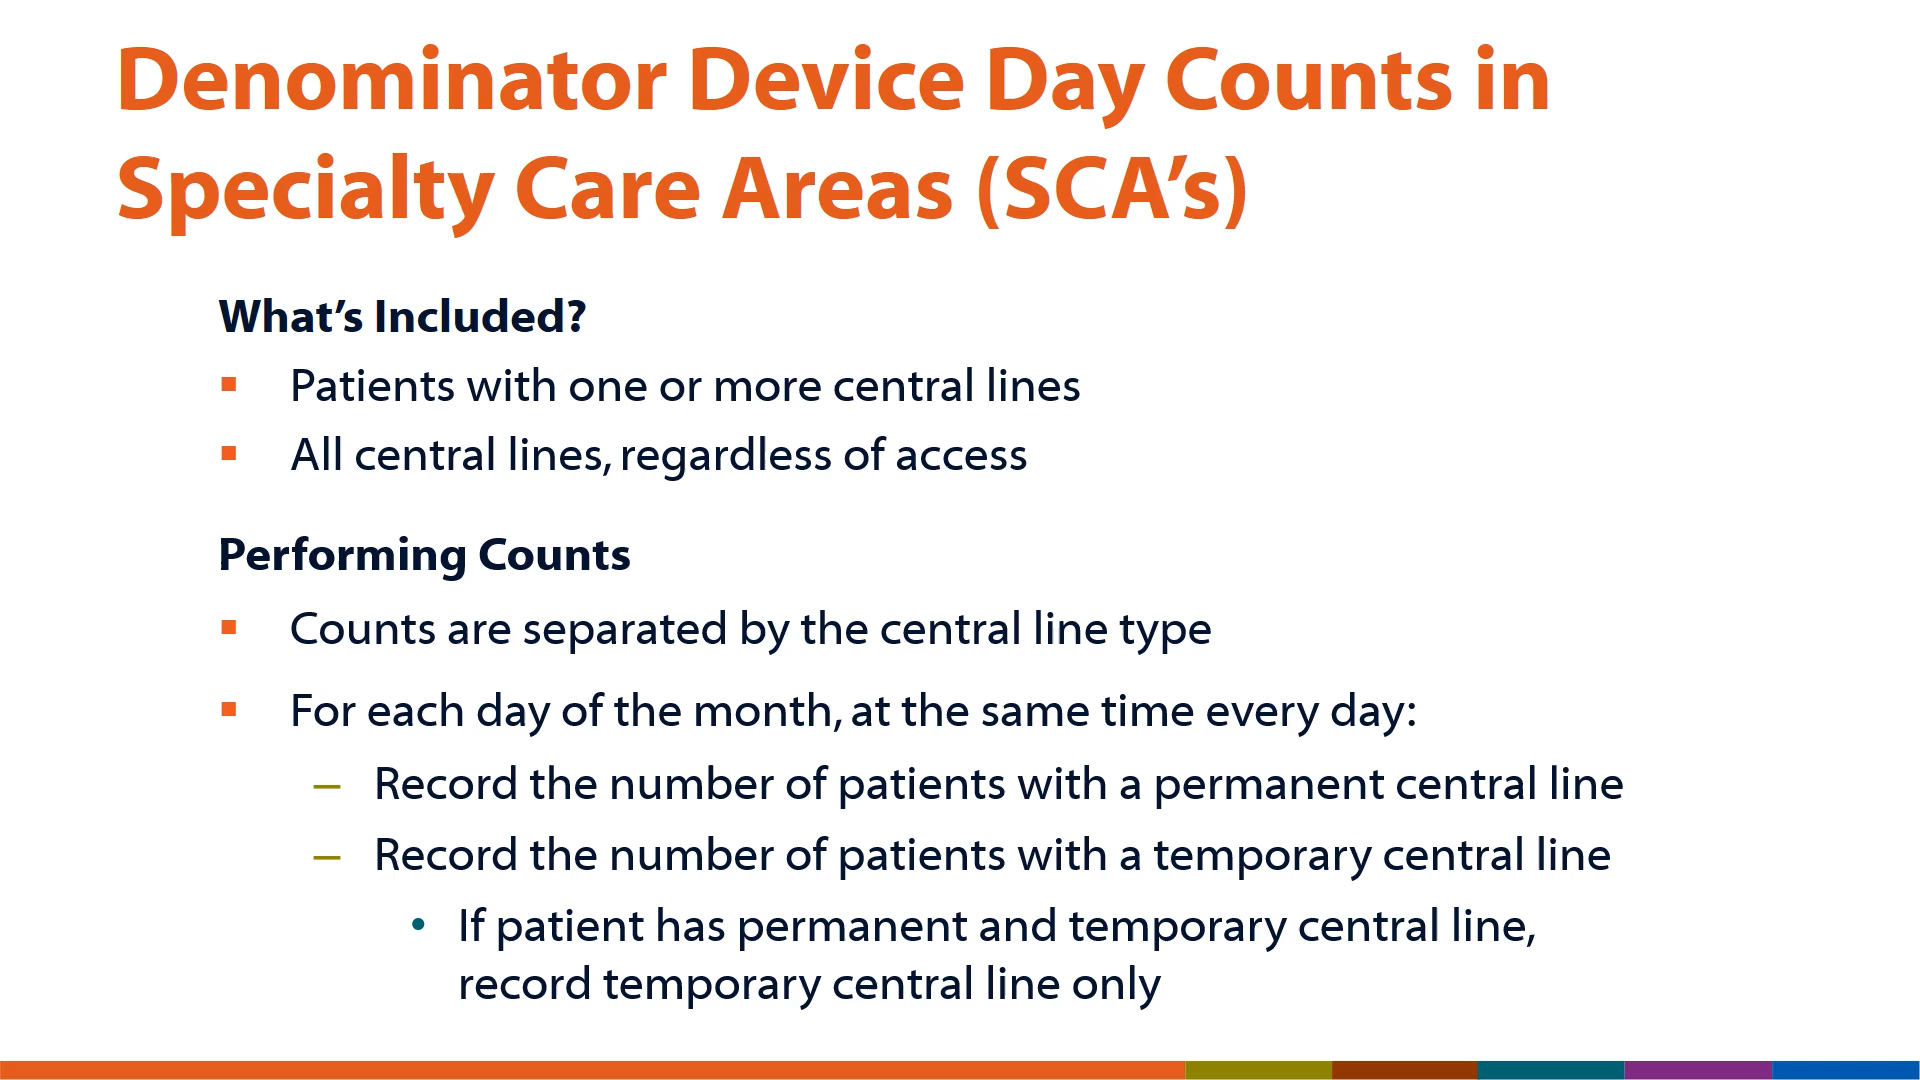 Denominator Device Day Counts in
Specialty Care Areas (SCA’s)
What’s Included?
▪ Patients with one or more central lines
▪ All central lines, regardless of access
Performing Counts
▪ Counts are separated by the central line type
▪ For each day of the month, at the same time every day:
– Record the number of patients with a permanent central line
– Record the number of patients with a temporary central line
• If patient has permanent and temporary central line,
record temporary central line only